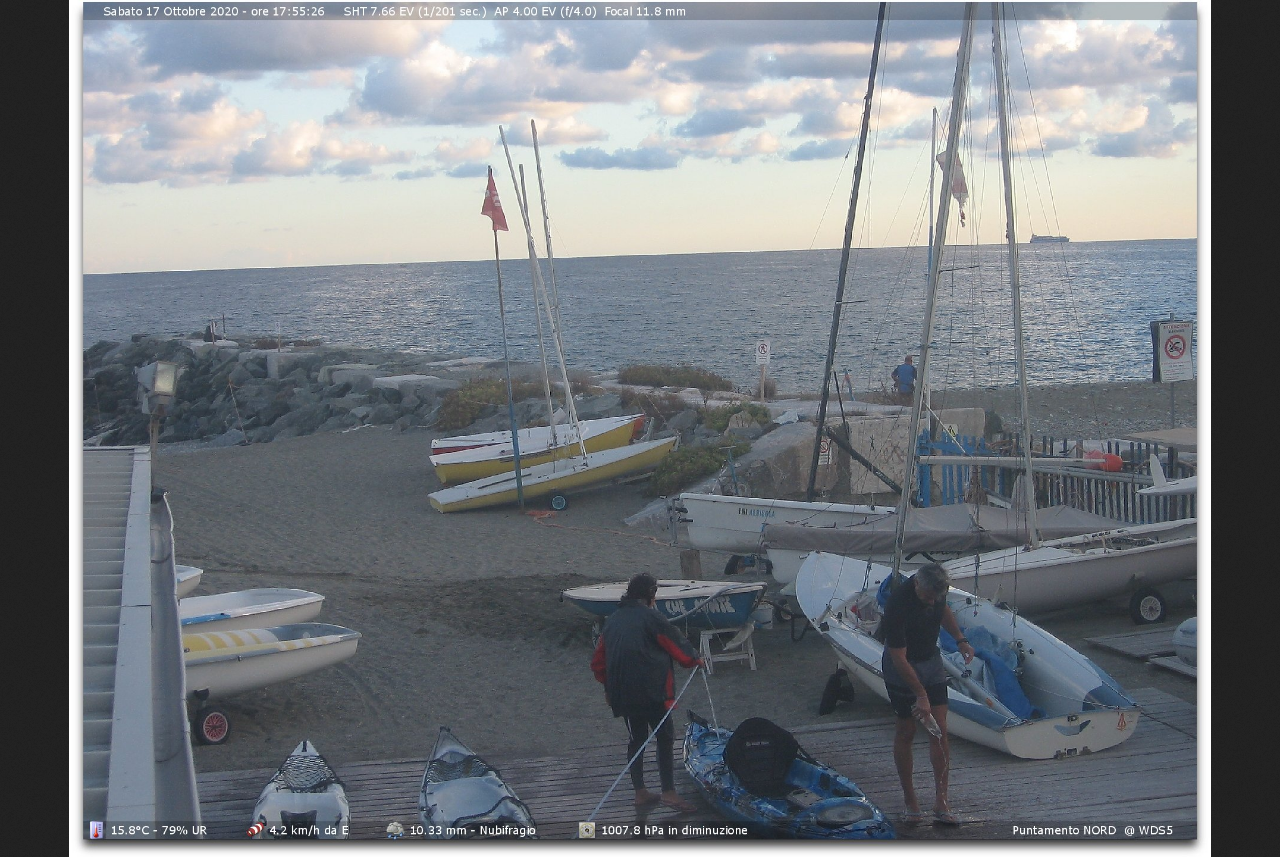 Sabato 17 Ottobre 2020 - ore 17:55:26 SHT 7.66 EV (1/201 sec.) AP 4.00 EV (f/4.0) Focal 11.8 mm
15.8°C - 79% UR 4.2 km/h da E 10.33 mm - Nubifragio 1007.8 hPa in diminuzione Puntamento NORD @ WDS5